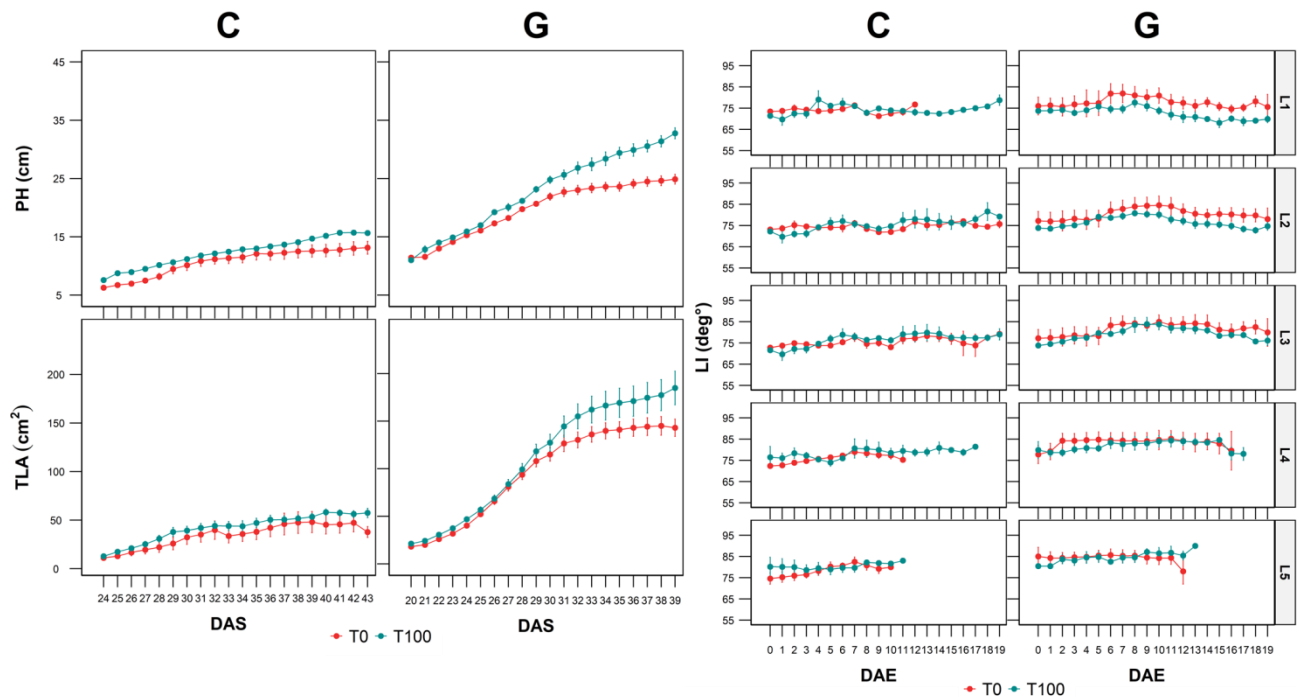 C
G
PH (cm)
45
35
25
15
5
TLA (cm²)
200
150
100
50
0
24 25 26 27 28 29 30 31 32 33 34 35 36 37 38 39 40 41 42 43
20 21 22 23 24 25 26 27 28 29 30 31 32 33 34 35 36 37 38 39
DAS
DAS
T0 T100
C
G
LI (deg°)
95
85
75
65
55
L1
95
85
75
65
55
L2
95
85
75
65
55
L3
95
85
75
65
55
L4
95
85
75
65
55
L5
0 1 2 3 4 5 6 7 8 9 10 11 12 13 14 15 16 17 18 19
0 1 2 3 4 5 6 7 8 9 10 11 12 13 14 15 16 17 18 19
DAE
DAE
T0 T100